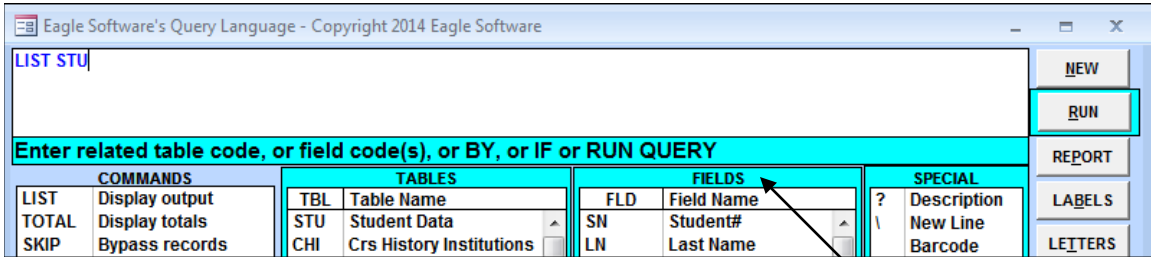 Eagle Software's Query Language - Copyright 2014 Eagle Software
LIST STU
NEW
RUN
Enter related table code, or field code(s), or BY, or IF or RUN QUERY
REPORT
COMMANDS TABLES FIELDS SPECIAL
LIST Display output TBL Table Name FLD Field Name ? Description LABELS
TOTAL Display totals STU Student Data SN Student# \ New Line
SKIP Bypass records CHI Crs History Institutions LN Last Name Barcode LETTERS